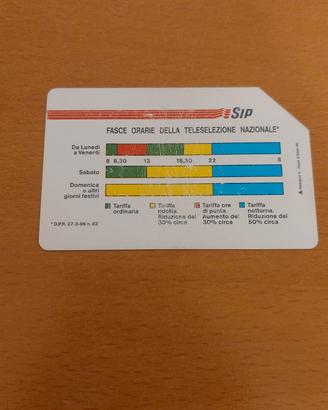 SIP
FASCE ORARIE DELLA TELESELEZIONE NAZIONALE*
Da Lunedì
a Venerdì
8 8,30 13 18,30 22 8
Sabato
Domenica
e altri
giorni festivi
Tariffa
ordinaria
Tariffa
ridotta.
Riduzione del
30% circa
Tariffa ore
di punta.
Aumento del
30% circa
Tariffa
notturna.
Riduzione del
50% circa